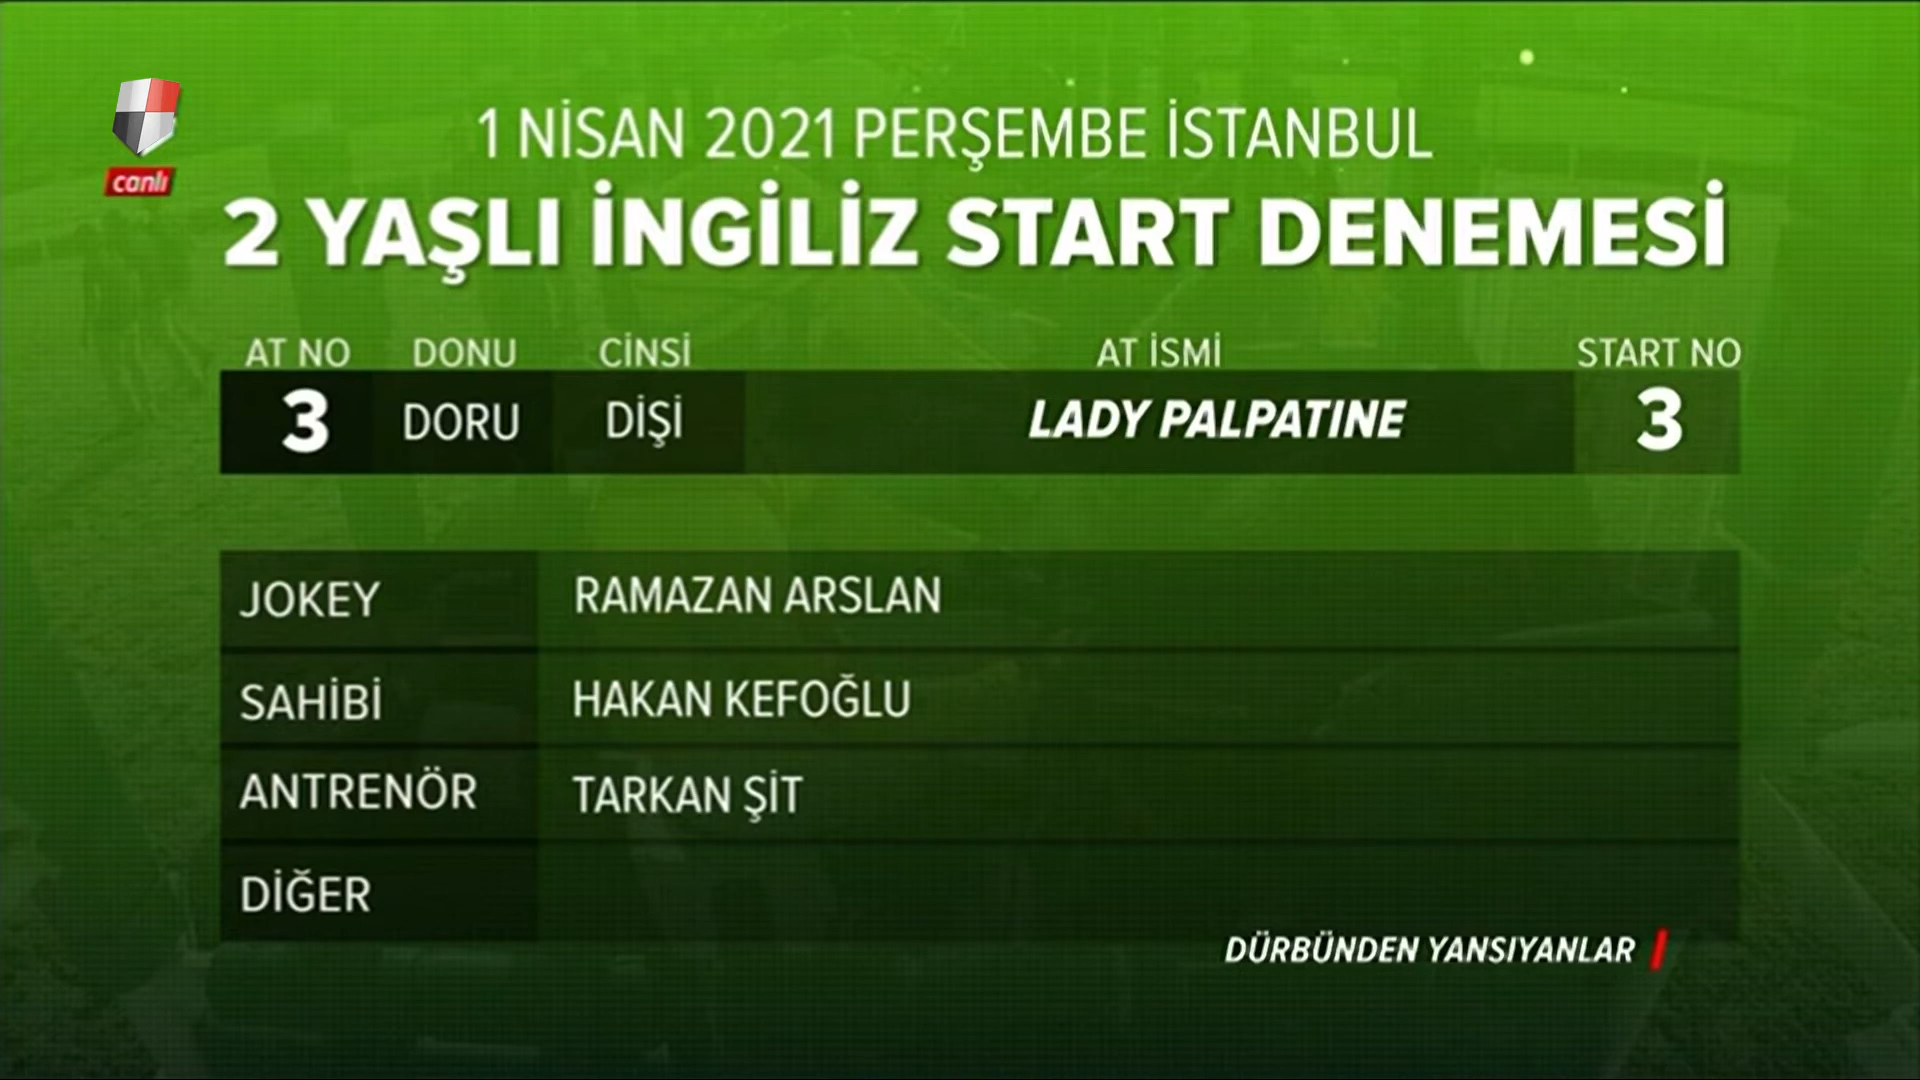 canlı
1 NİSAN 2021 PERŞEMBE İSTANBUL
2 YAŞLI İNGİLİZ START DENEMESİ
AT NO DONU CİNSİ AT İSMİ START NO
3 DORU DİŞİ LADY PALPATINE 3
JOKEY RAMAZAN ARSLAN
SAHİBİ HAKAN KEFOĞLU
ANTRENÖR TARKAN ŞİT
DİĞER
DÜRBÜNDEN YANSIYANLAR